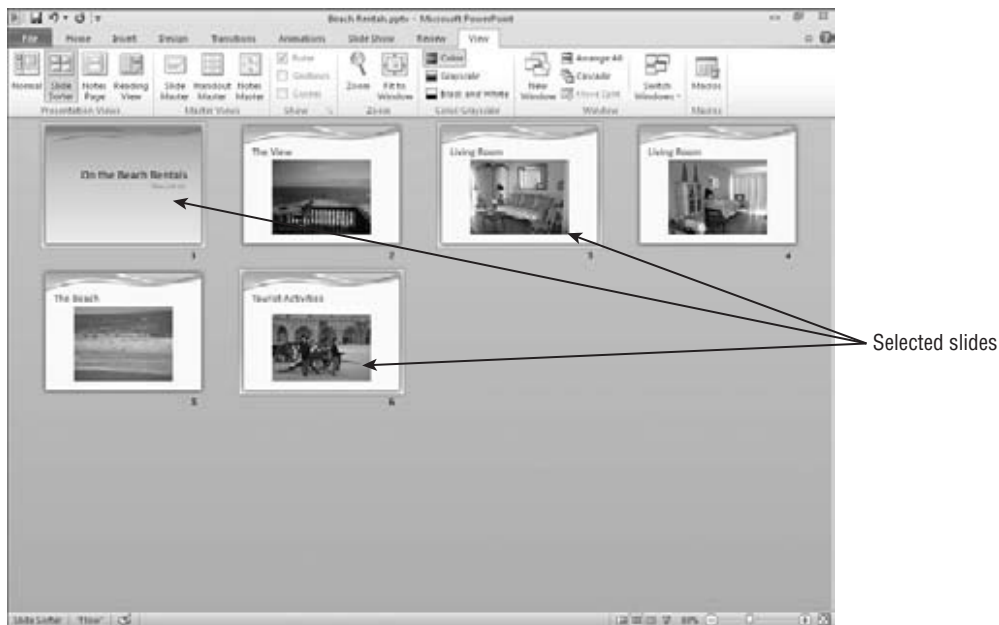 Beach Rentals.pptx - Microsoft PowerPoint
File Home Insert Design Transitions Animations Slide Show Review View
Normal Slide Sorter Notes Page Reading View Slide Master Handout Master Notes Master Ruler Gridlines Guides Zoom Fit to Window Color Grayscale Black and White New Window Arrange All Cascade Move Split Switch Windows Macros
Presentation Views Master Views Show Zoom Color/Grayscale Window Macros
On the Beach Rentals
The View
Living Room
Living Room
1 2 3 4
The Beach
Tourist Activities
5 6
Selected slides
Slide Sorter "Flow"